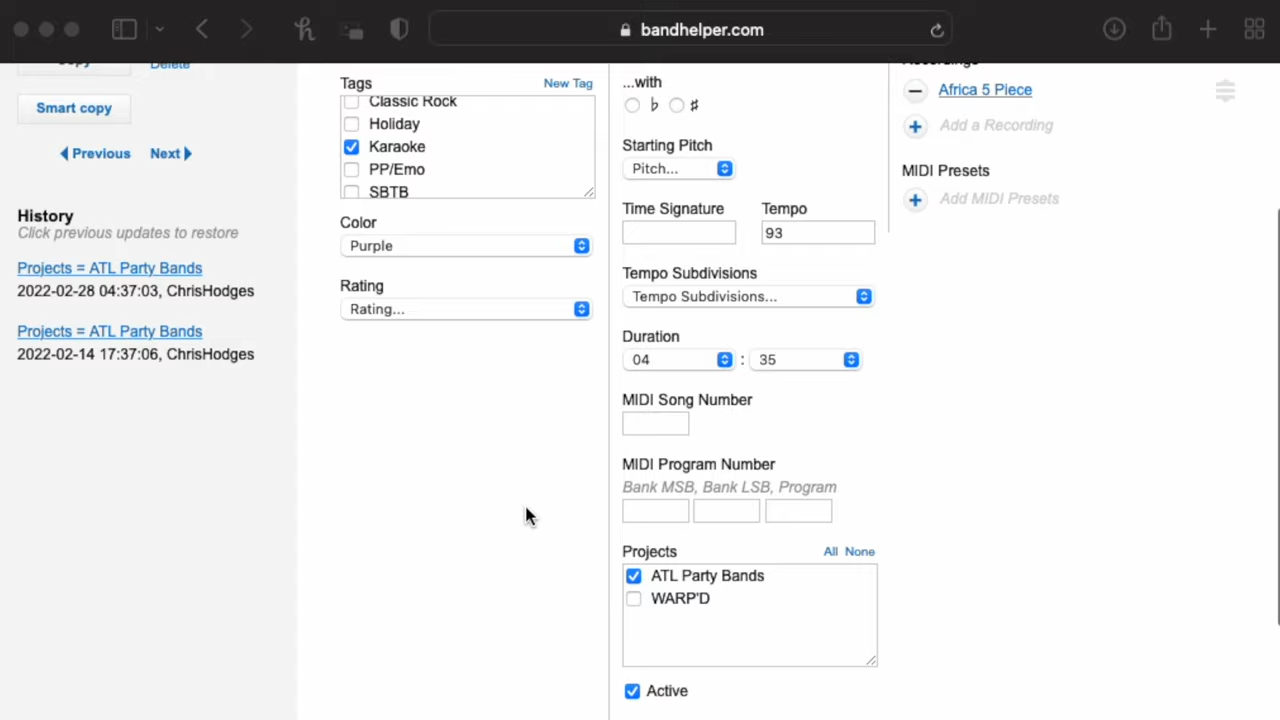 bandhelper.com
Copy
Delete
Smart copy
Previous
Next
History
Click previous updates to restore
Projects = ATL Party Bands
2022-02-28 04:37:03, ChrisHodges
Projects = ATL Party Bands
2022-02-14 17:37:06, ChrisHodges
Tags
New Tag
Classic Rock
Holiday
Karaoke
PP/Emo
SBTB
Color
Purple
Rating
Rating...
...with
♭
♯
Starting Pitch
Pitch...
Time Signature
Tempo
93
Tempo Subdivisions
Tempo Subdivisions...
Duration
04 : 35
MIDI Song Number
MIDI Program Number
Bank MSB, Bank LSB, Program
Projects
All None
ATL Party Bands
WARP'D
Active
Recordings
Africa 5 Piece
Add a Recording
MIDI Presets
Add MIDI Presets